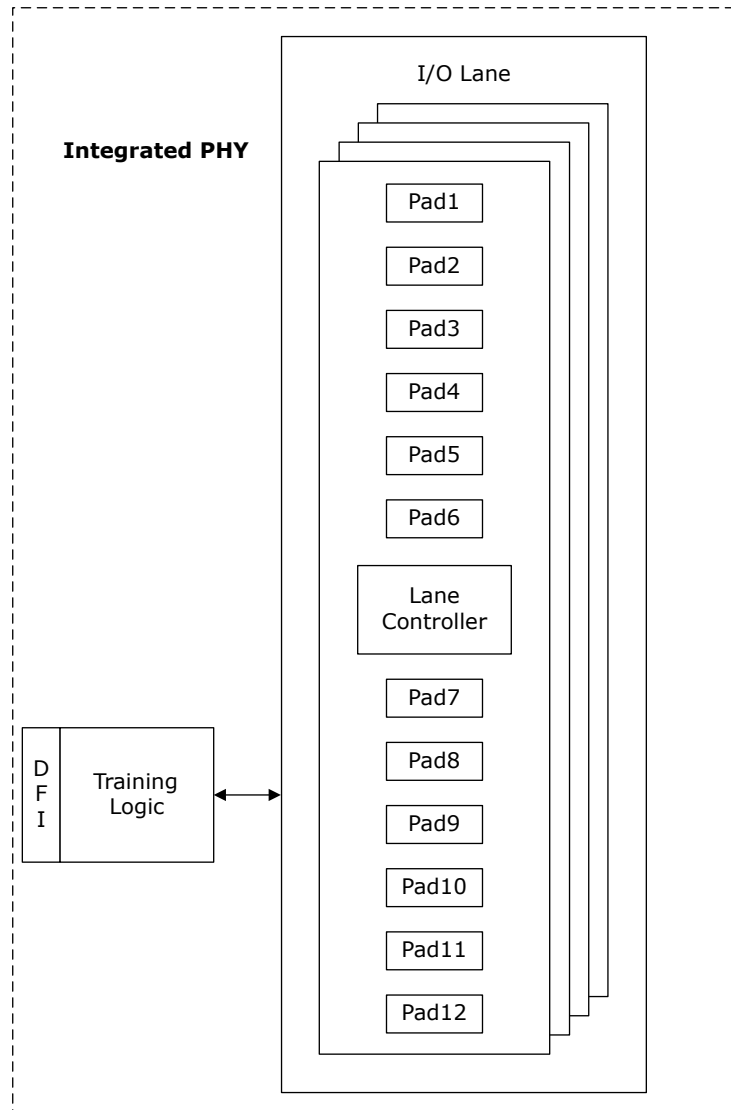 I/O Lane
Integrated PHY
Pad1
Pad2
Pad3
Pad4
Pad5
Pad6
Lane
Controller
Pad7
Pad8
D
F
I
Training
Logic
Pad9
Pad10
Pad11
Pad12